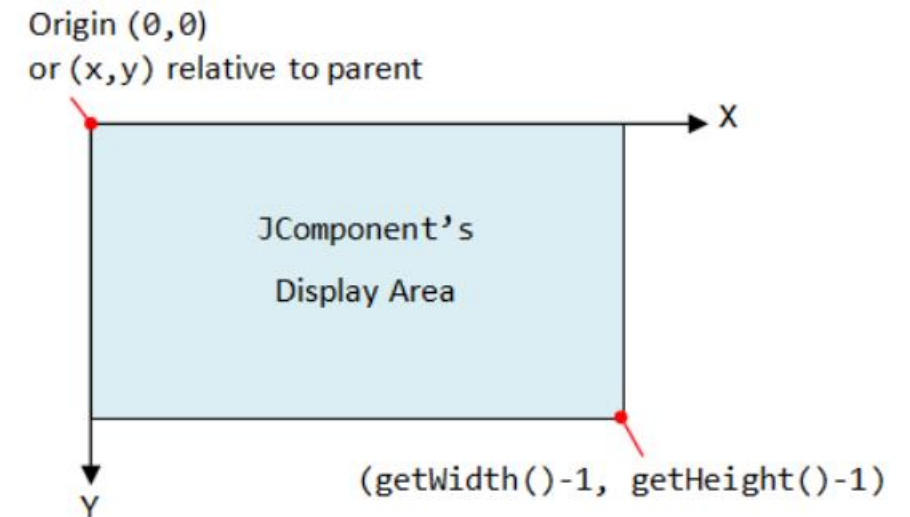 Origin (0,0)
or (x,y) relative to parent
X
JComponent’s
Display Area
(getWidth()-1, getHeight()-1)
Y